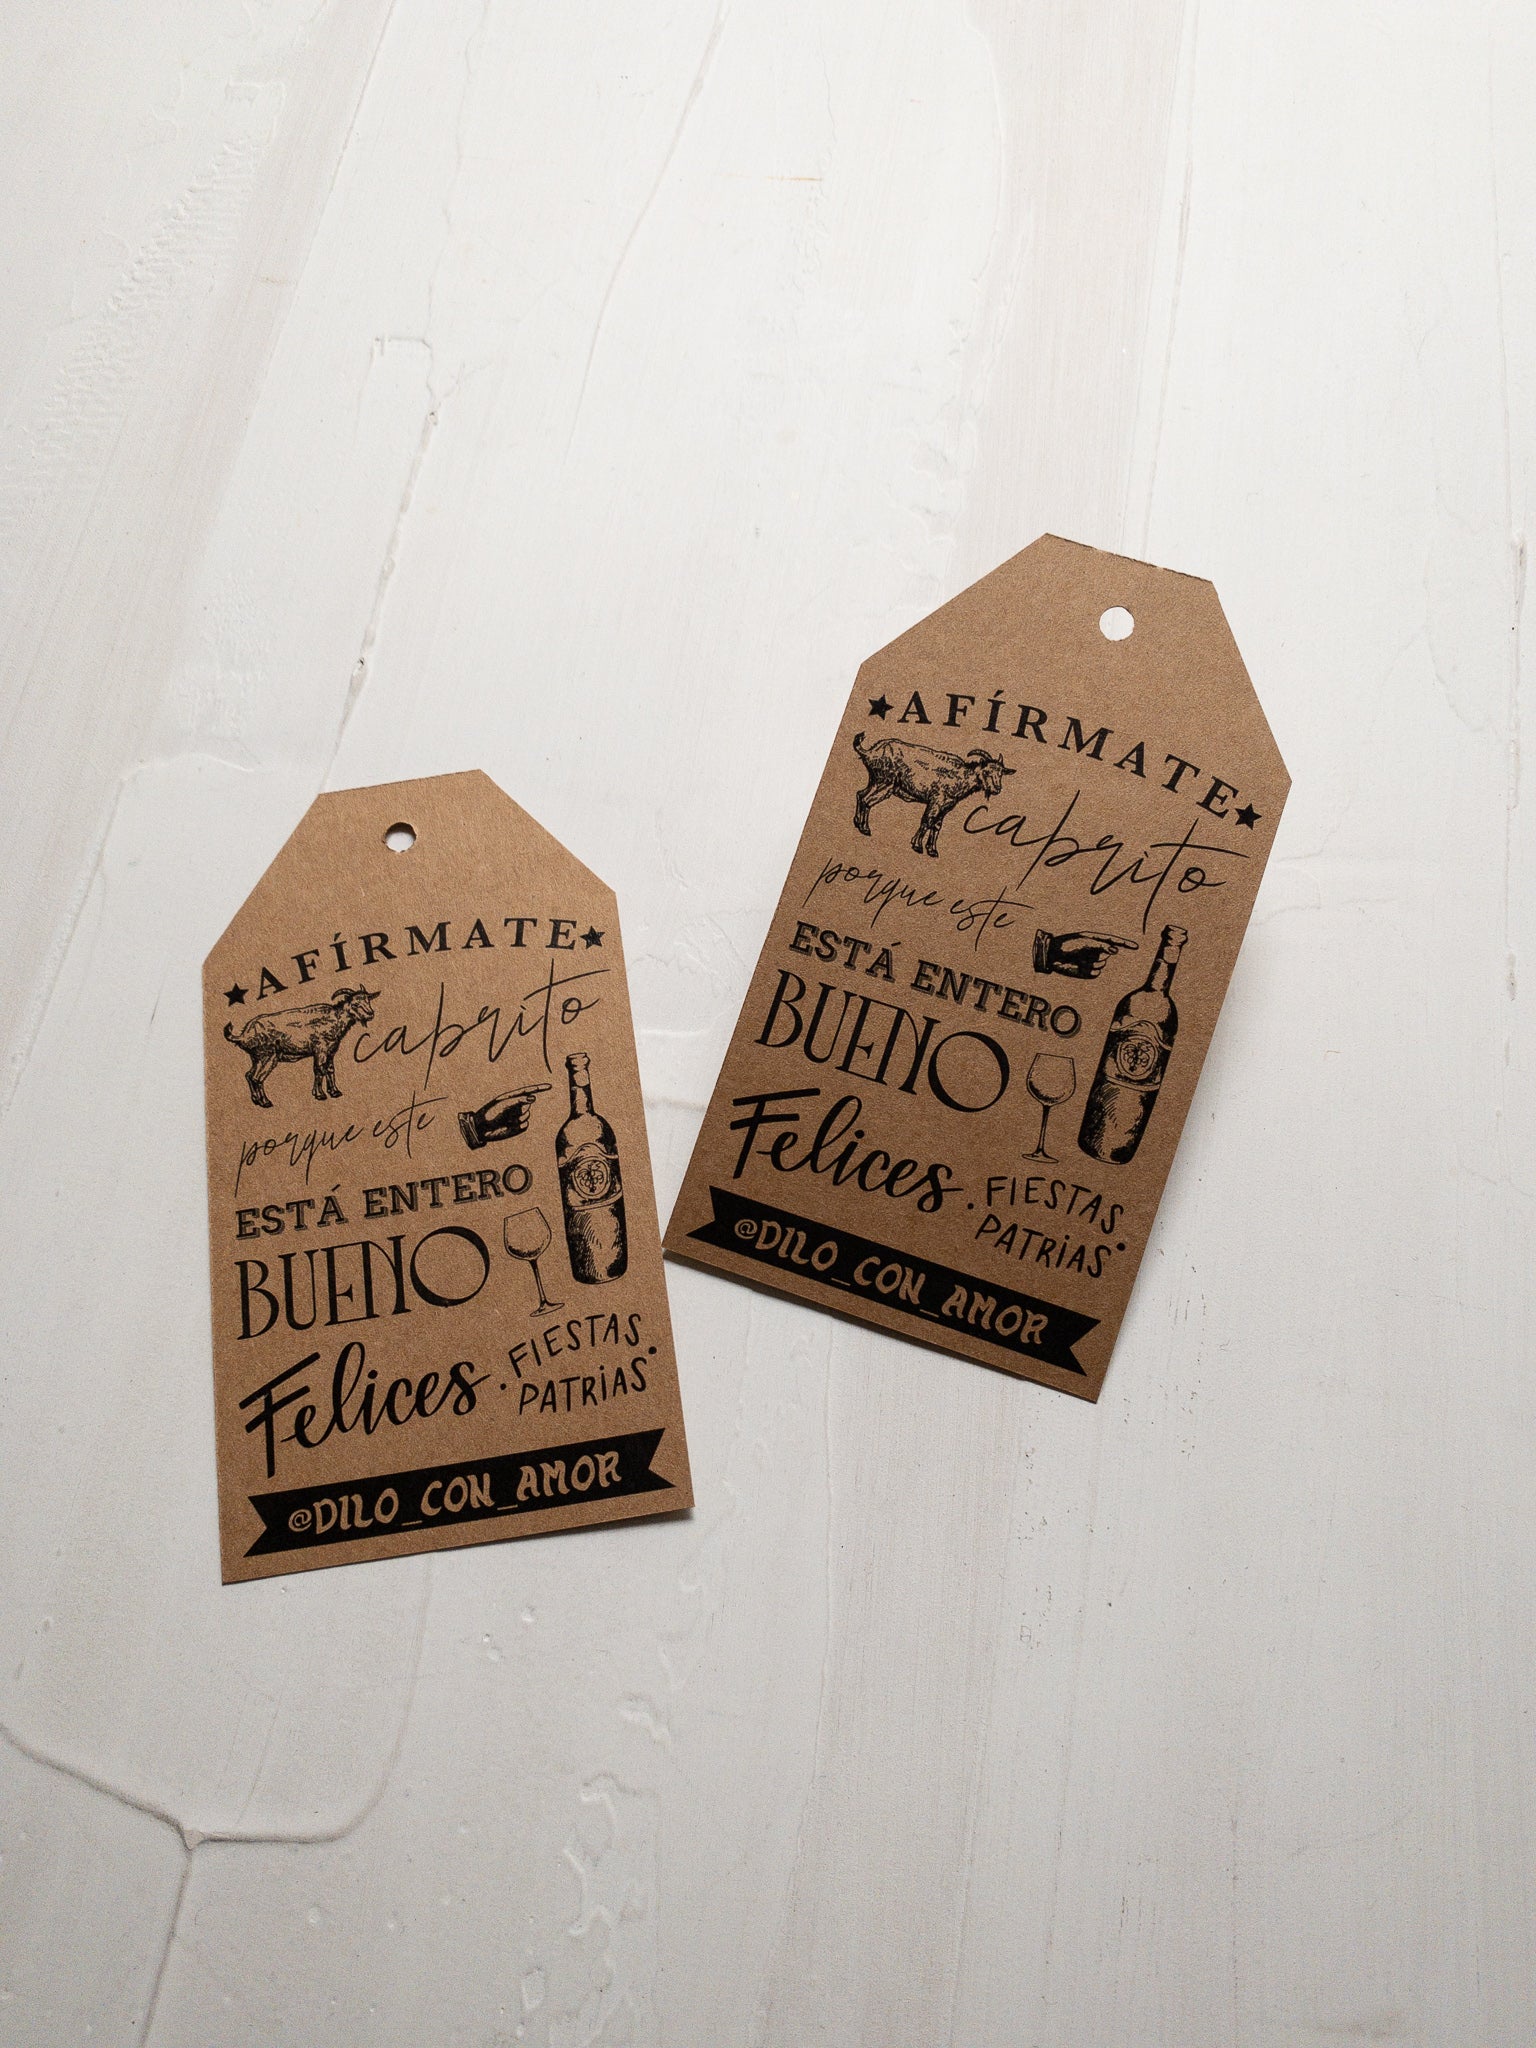 AFÍRMATE
cabrito
porque este
ESTÁ ENTERO
BUENO
Felices
FIESTAS
PATRIAS
@DILO_CON_AMOR
AFÍRMATE
cabrito
porque este
ESTÁ ENTERO
BUENO
Felices
FIESTAS
PATRIAS
@DILO_CON_AMOR